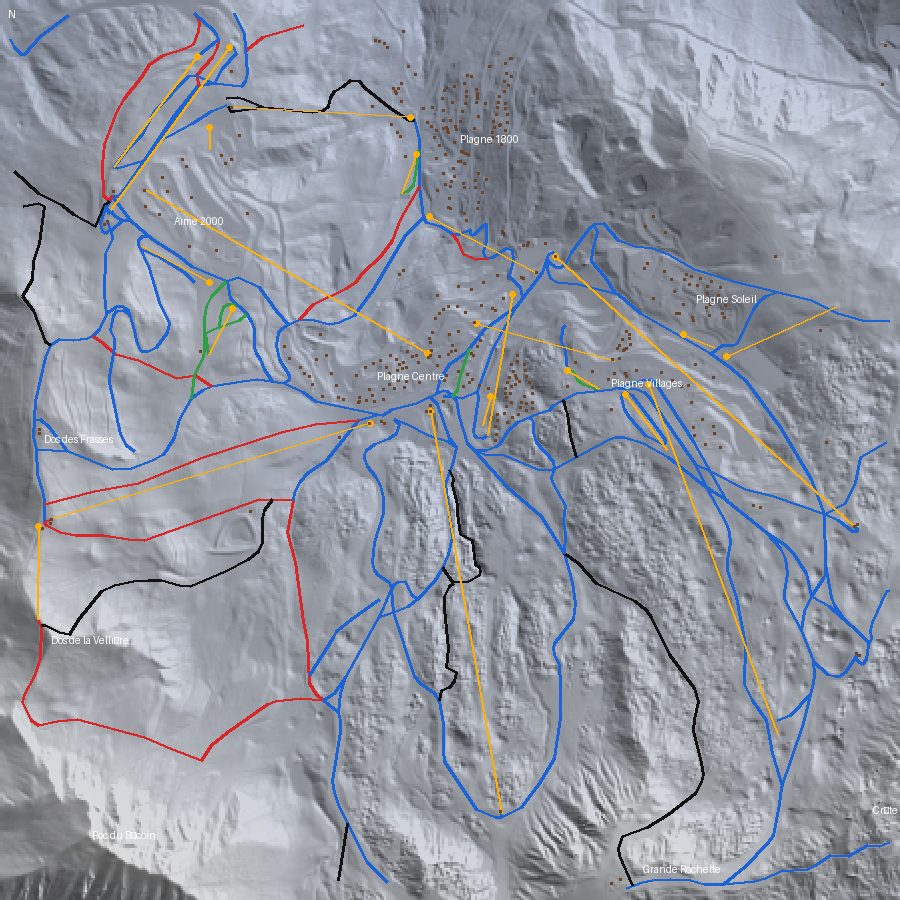 N
Plagne 1800
Aime 2000
Plagne Soleil
Plagne Centre
Plagne Villages
Dos des Frasses
Dos de la Vellière
Roc du Bécoin
Grande Rochette